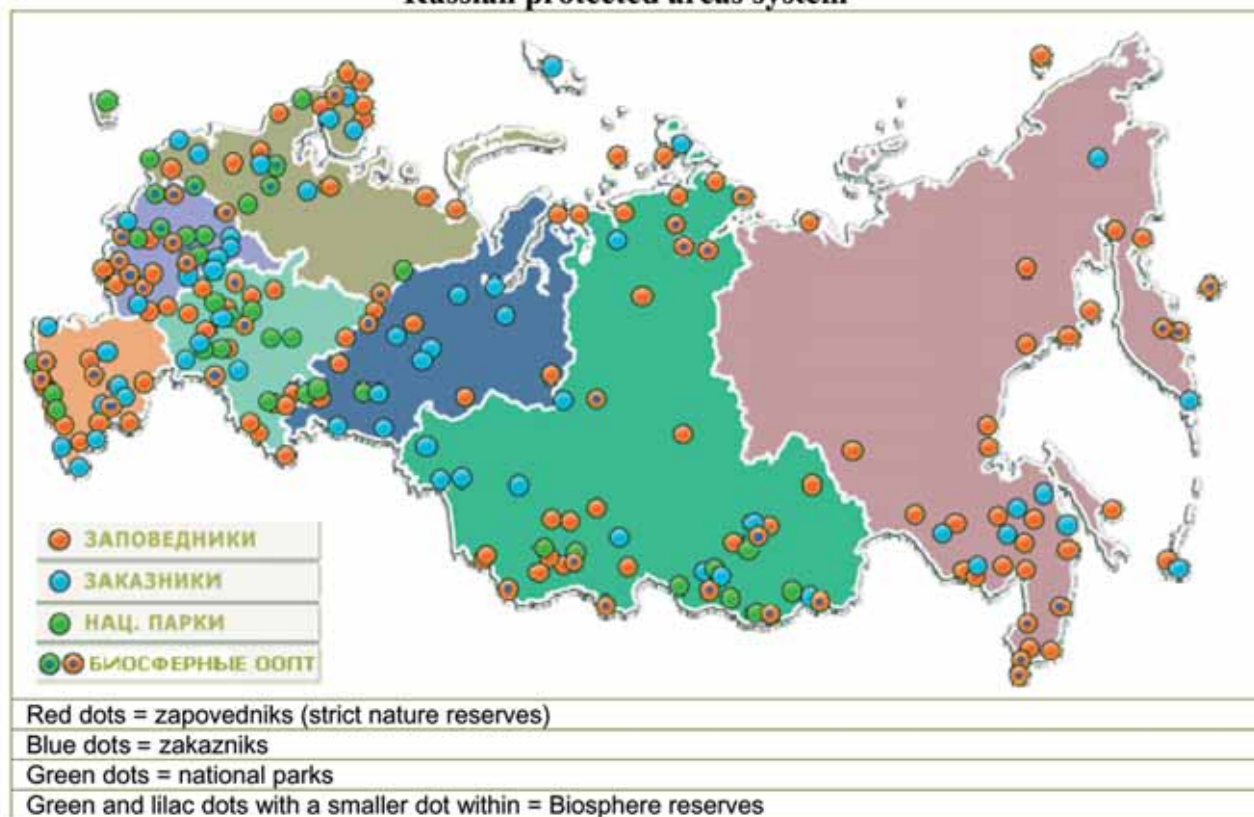 Russian protected areas system
ЗАПОВЕДНИКИ
ЗАКАЗНИКИ
НАЦ. ПАРКИ
БИОСФЕРНЫЕ ООПТ
Red dots = zapovedniks (strict nature reserves)
Blue dots = zakazniks
Green dots = national parks
Green and lilac dots with a smaller dot within = Biosphere reserves